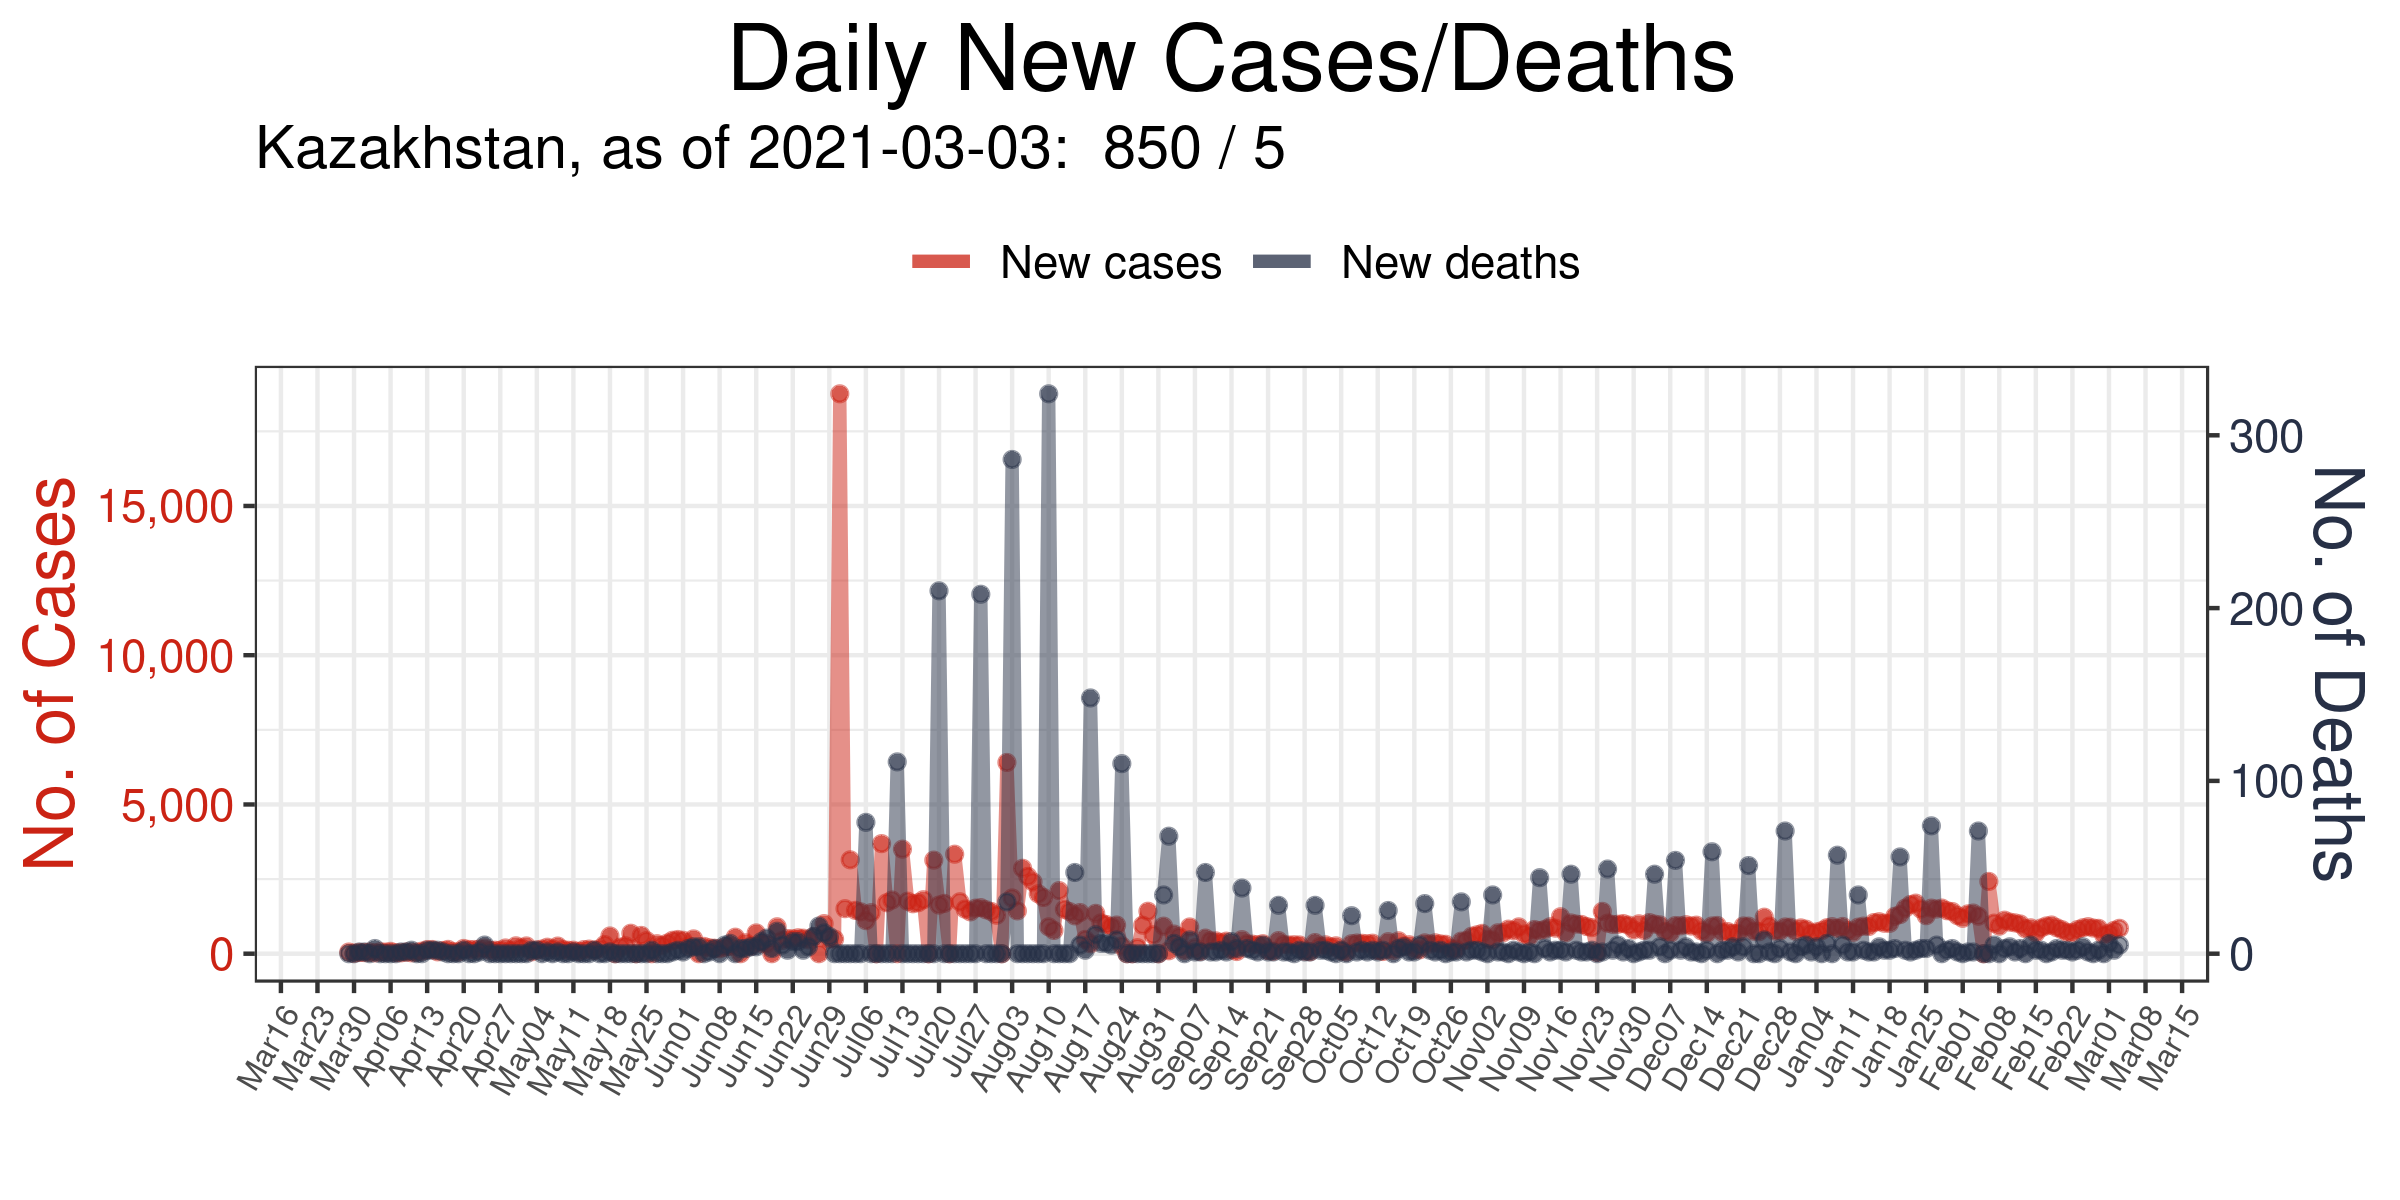 Daily New Cases/Deaths
Kazakhstan, as of 2021-03-03:  850 / 5
New cases New deaths
No. of Cases
15,000
10,000
5,000
0
300
200
100
0
No. of Deaths
Mar16 Mar23 Mar30 Apr06 Apr13 Apr20 Apr27 May04 May11 May18 May25 Jun01 Jun08 Jun15 Jun22 Jun29 Jul06 Jul13 Jul20 Jul27 Aug03 Aug10 Aug17 Aug24 Aug31 Sep07 Sep14 Sep21 Sep28 Oct05 Oct12 Oct19 Oct26 Nov02 Nov09 Nov16 Nov23 Nov30 Dec07 Dec14 Dec21 Dec28 Jan04 Jan11 Jan18 Jan25 Feb01 Feb08 Feb15 Feb22 Mar01 Mar08 Mar15